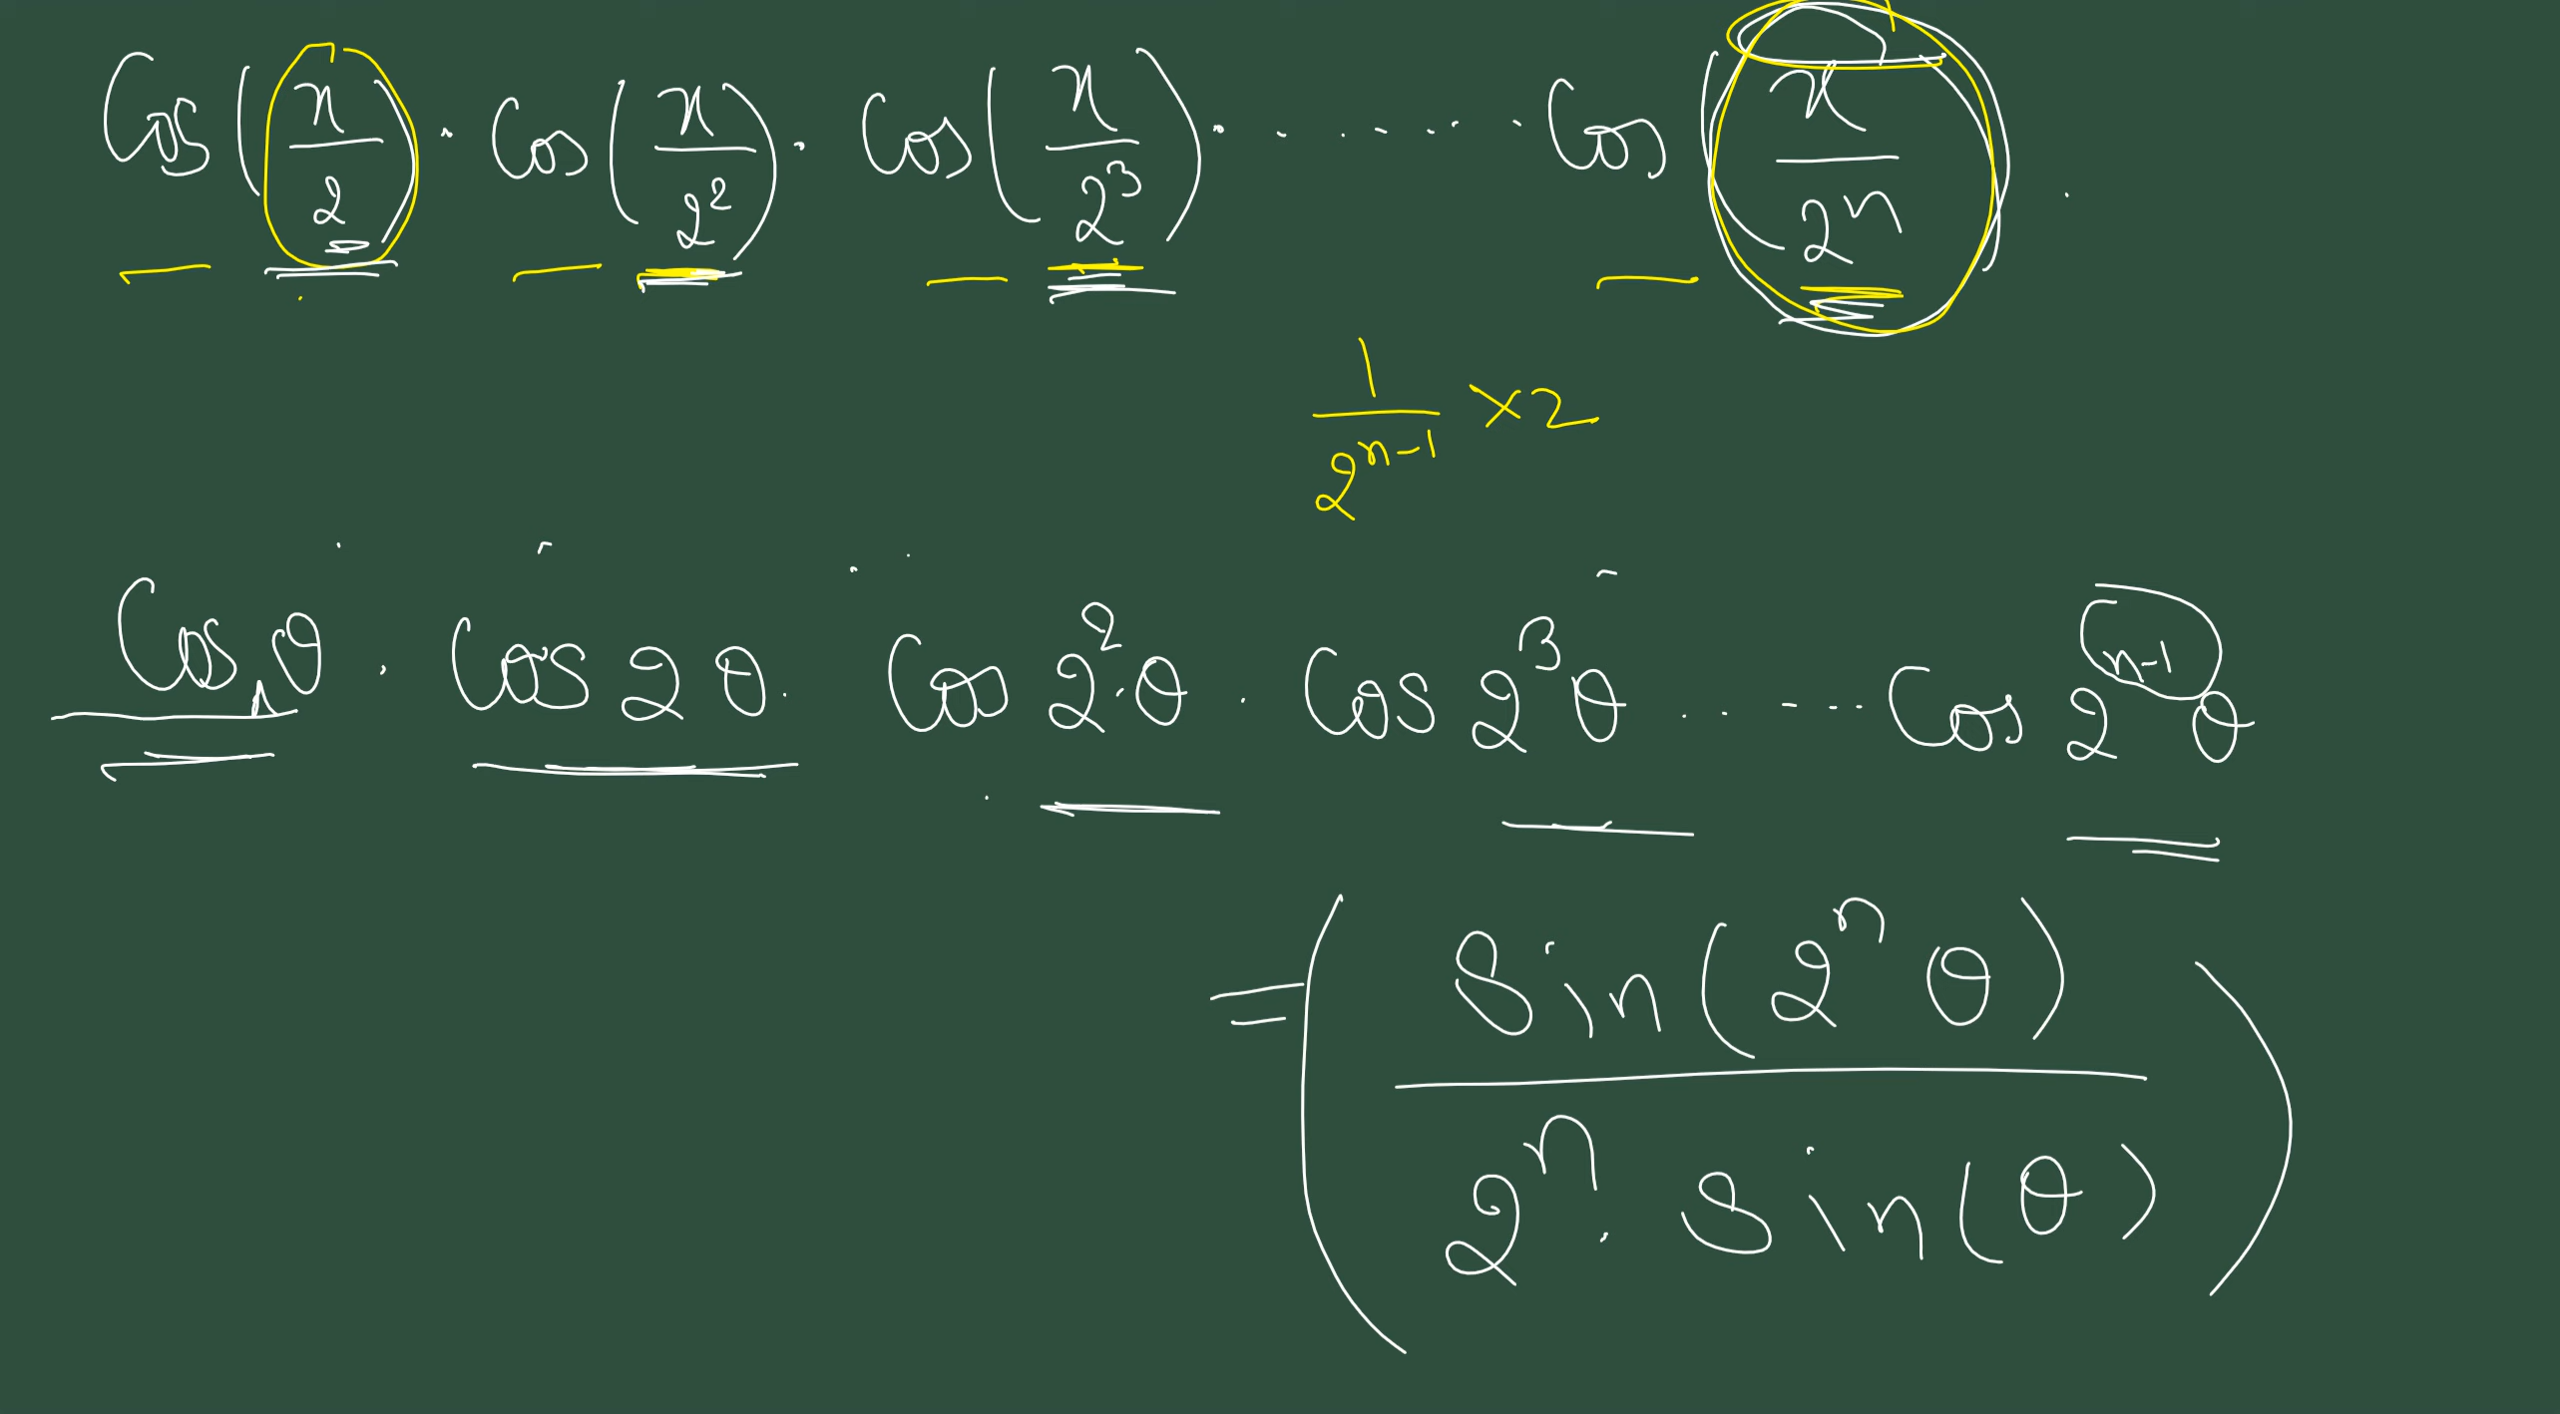 Cos(x/2) · Cos(x/2²) · Cos(x/2³) · ..... Cos(x/2ⁿ)
1/2ⁿ⁻¹ × 2
Cos θ . Cos 2θ . Cos 2²·θ . Cos 2³θ ..---- Cos 2ⁿ⁻¹θ
= (Sin(2ⁿθ) / 2ⁿ. Sin(θ))